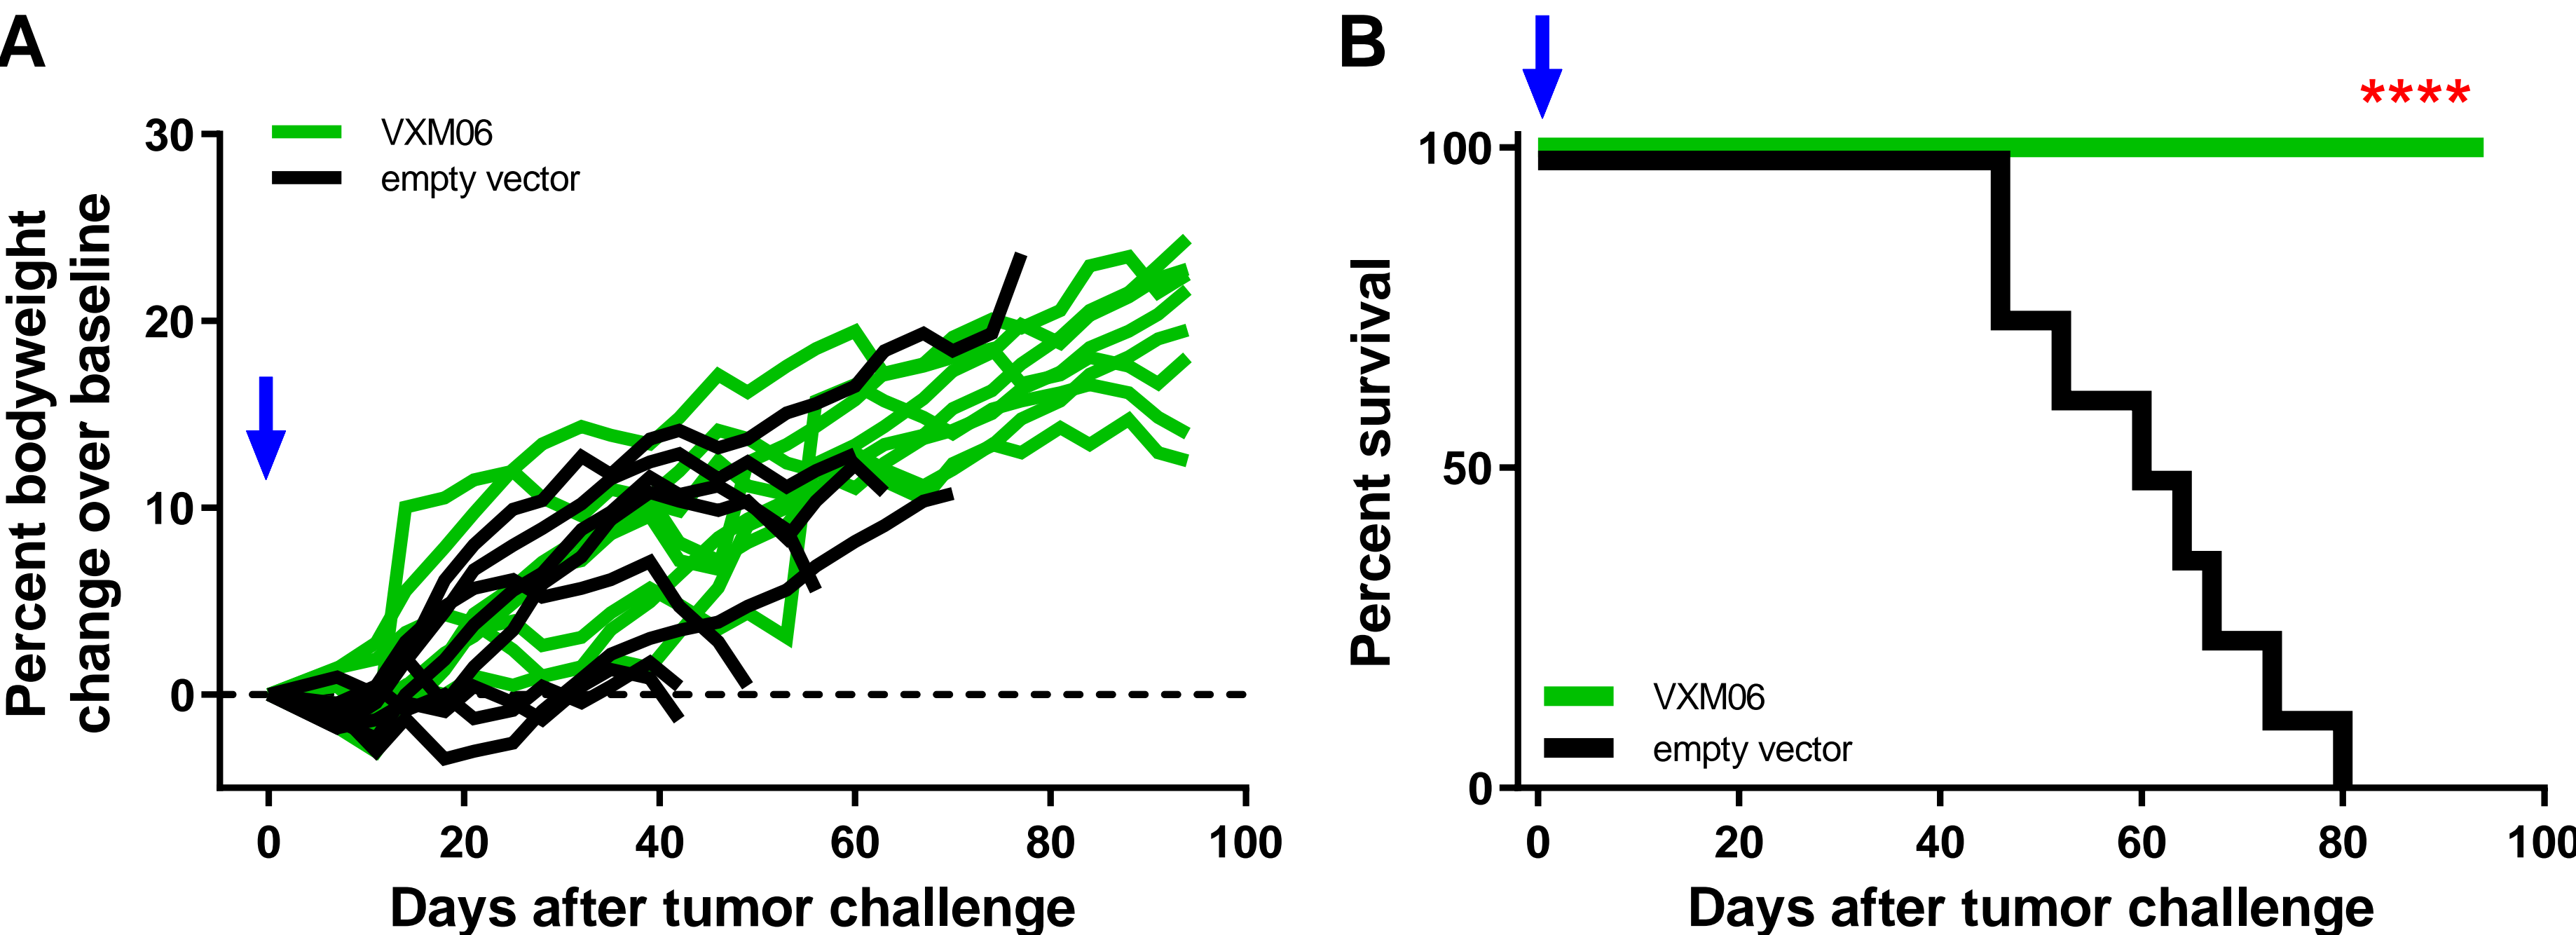 A
30
20
10
0
Percent bodyweight
change over baseline
VXM06
empty vector
0 20 40 60 80 100
Days after tumor challenge
B
****
100
50
0
Percent survival
VXM06
empty vector
0 20 40 60 80 100
Days after tumor challenge